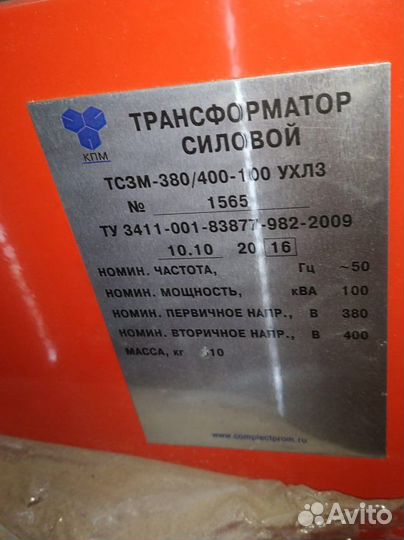 ТРАНСФОРМАТОР
СИЛОВОЙ
КПМ
ТСЗМ-380/400-100 УХЛ3
№ 1565
ТУ 3411-001-83877-982-2009
10.10 20 16
НОМИН. ЧАСТОТА, Гц ~50
НОМИН. МОЩНОСТЬ, кВА 100
НОМИН. ПЕРВИЧНОЕ НАПР., В 380
НОМИН. ВТОРИЧНОЕ НАПР., В 400
МАССА, кг
www.complectprom.ru
Avito